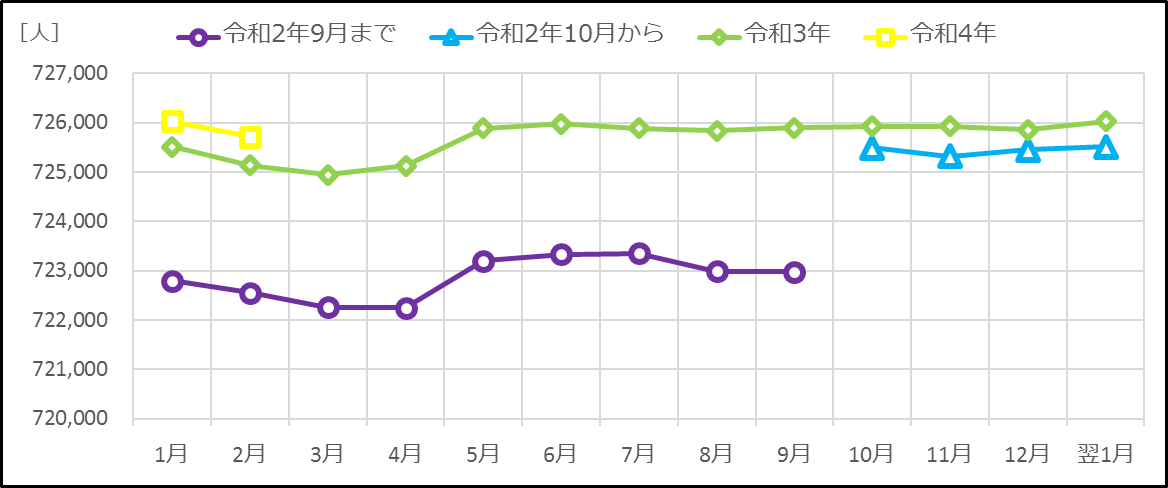 [人]
令和2年9月まで 令和2年10月から 令和3年 令和4年
727,000
726,000
725,000
724,000
723,000
722,000
721,000
720,000
1月 2月 3月 4月 5月 6月 7月 8月 9月 10月 11月 12月 翌1月